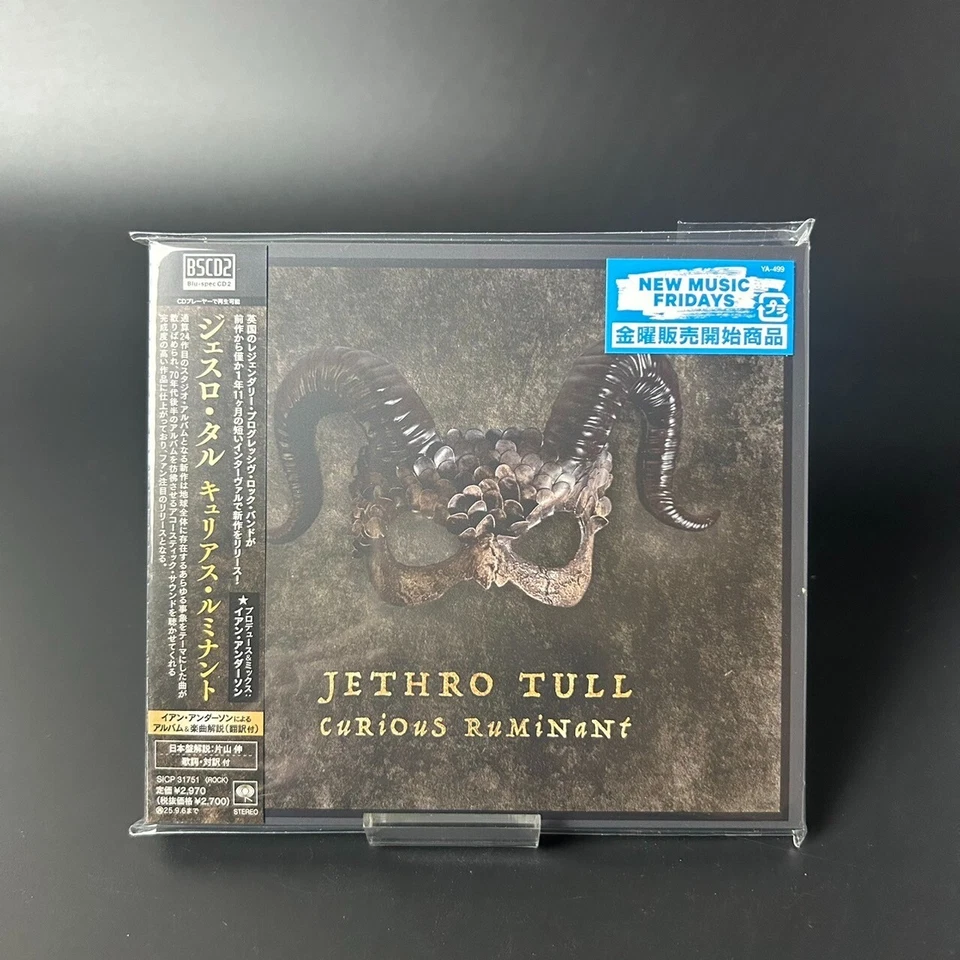 BSCD2
Blu-spec CD2
CDプレーヤーで再生可能
英国のレジェンダリー・プログレッシヴ・ロック・バンドが
前作から僅か1年11ヶ月の短いインターヴァルで新作をリリース!
★プロデュース&ミックス:
イアン・アンダーソン
ジェスロ・タル キュリアス・ルミナント
通算24作目のスタジオ・アルバムとなる新作は地球全体に存在するあらゆる事象をテーマにした曲が
散りばめられ、70年代後半のアルバムを彷彿させるアコースティック・サウンドを聴かせてくれる
完成度の高い作品に仕上がっており、ファン注目のリリースとなる。
イアン・アンダーソンによる
アルバム&楽曲解説(翻訳付)
日本盤解説:片山 伸
歌詞・対訳 付
SICP 31751 (ROCK)
定価 ¥2,970
(税抜価格 ¥2,700)
25.9.6まで
STEREO
YA-499
NEW MUSIC
FRIDAYS
プラ
金曜販売開始商品
JETHRO TULL
CURiOUS RUMiNANt